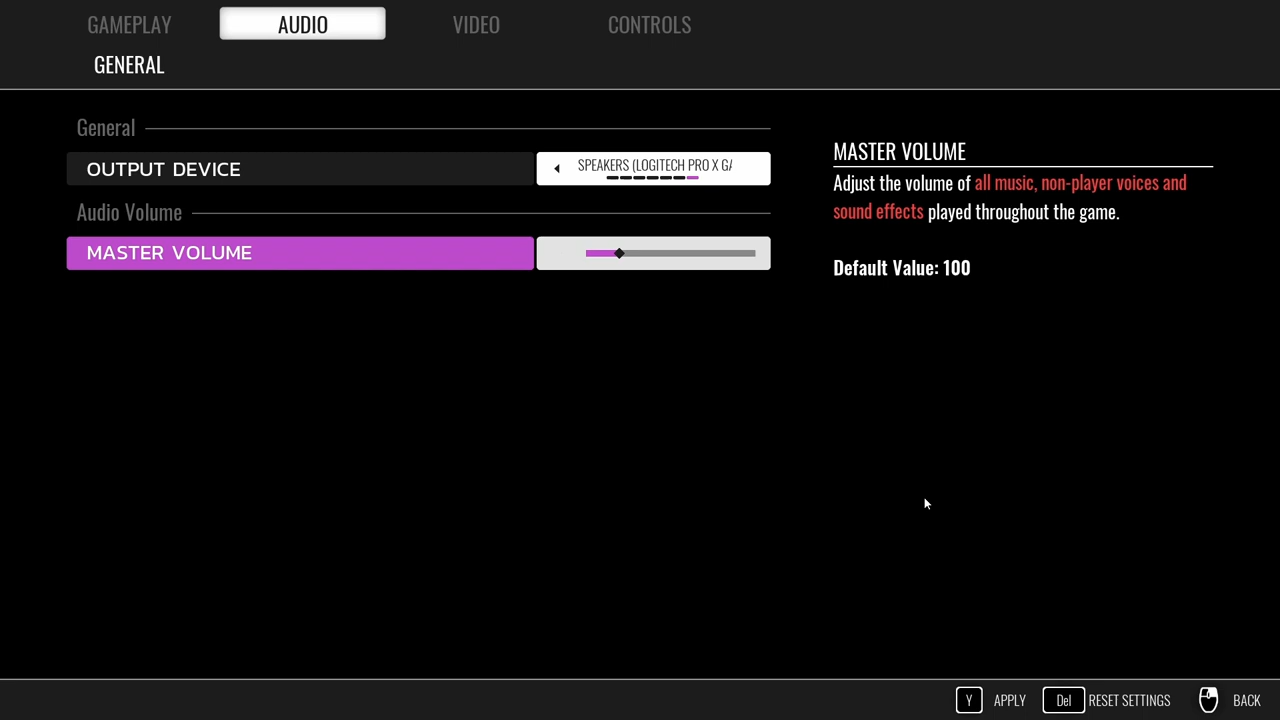 GAMEPLAY AUDIO VIDEO CONTROLS
GENERAL
General
OUTPUT DEVICE SPEAKERS (LOGITECH PRO X
Audio Volume
MASTER VOLUME
MASTER VOLUME
Adjust the volume of all music, non-player voices and
sound effects played throughout the game.
Default Value: 100
Y APPLY Del RESET SETTINGS BACK